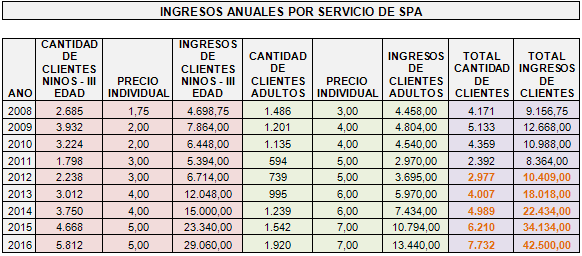 INGRESOS ANUALES POR SERVICIO DE SPA
AÑO CANTIDAD DE CLIENTES NIÑOS - III EDAD PRECIO INDIVIDUAL INGRESOS DE CLIENTES NIÑOS - III EDAD CANTIDAD DE CLIENTES ADULTOS PRECIO INDIVIDUAL INGRESOS DE CLIENTES ADULTOS TOTAL CANTIDAD DE CLIENTES TOTAL INGRESOS DE CLIENTES
2008 2.685 1,75 4.698,75 1.486 3,00 4.458,00 4.171 9.156,75
2009 3.932 2,00 7.864,00 1.201 4,00 4.804,00 5.133 12.668,00
2010 3.224 2,00 6.448,00 1.135 4,00 4.540,00 4.359 10.988,00
2011 1.798 3,00 5.394,00 594 5,00 2.970,00 2.392 8.364,00
2012 2.238 3,00 6.714,00 739 5,00 3.695,00 2.977 10.409,00
2013 3.012 4,00 12.048,00 995 6,00 5.970,00 4.007 18.018,00
2014 3.750 4,00 15.000,00 1.239 6,00 7.434,00 4.989 22.434,00
2015 4.668 5,00 23.340,00 1.542 7,00 10.794,00 6.210 34.134,00
2016 5.812 5,00 29.060,00 1.920 7,00 13.440,00 7.732 42.500,00